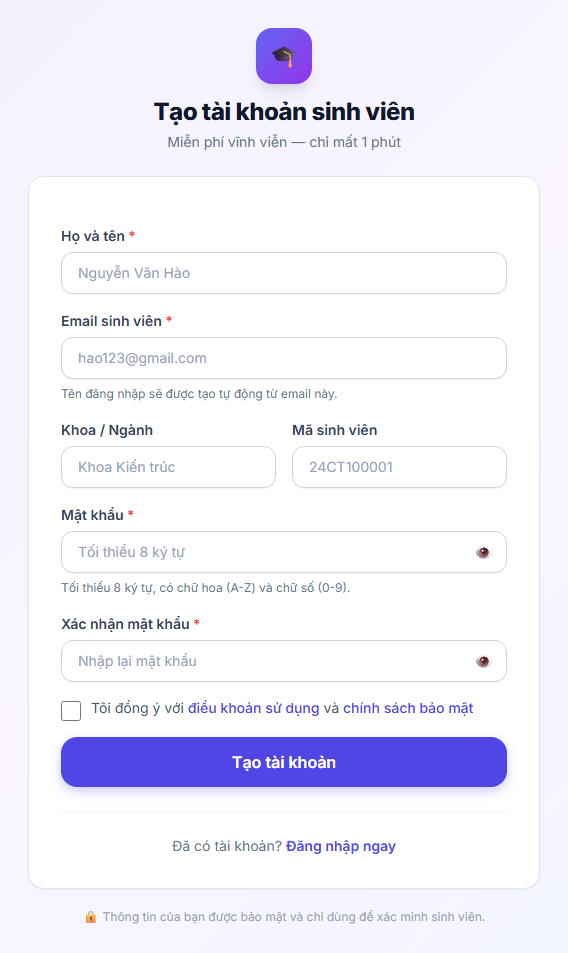 Tạo tài khoản sinh viên
Miễn phí vĩnh viễn — chỉ mất 1 phút
Họ và tên *
Nguyễn Văn Hào
Email sinh viên *
hao123@gmail.com
Tên đăng nhập sẽ được tạo tự động từ email này.
Khoa / Ngành
Mã sinh viên
Khoa Kiến trúc
24CT100001
Mật khẩu *
Tối thiểu 8 ký tự
Tối thiểu 8 ký tự, có chữ hoa (A-Z) và chữ số (0-9).
Xác nhận mật khẩu *
Nhập lại mật khẩu
Tôi đồng ý với điều khoản sử dụng và chính sách bảo mật
Tạo tài khoản
Đã có tài khoản? Đăng nhập ngay
Thông tin của bạn được bảo mật và chỉ dùng để xác minh sinh viên.